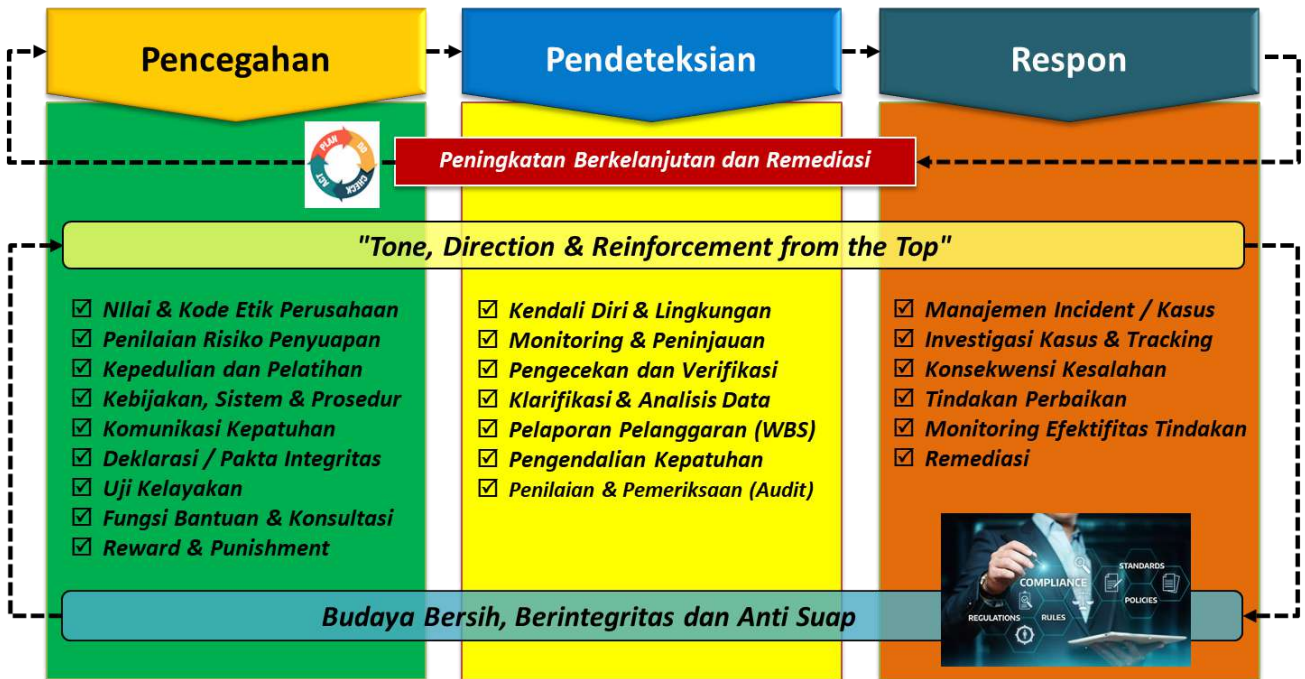 Pencegahan
Pendeteksian
Respon
PLAN
DO
CHECK
ACT
Peningkatan Berkelanjutan dan Remediasi
"Tone, Direction & Reinforcement from the Top"
NIlai & Kode Etik Perusahaan
Penilaian Risiko Penyuapan
Kepedulian dan Pelatihan
Kebijakan, Sistem & Prosedur
Komunikasi Kepatuhan
Deklarasi / Pakta Integritas
Uji Kelayakan
Fungsi Bantuan & Konsultasi
Reward & Punishment
Kendali Diri & Lingkungan
Monitoring & Peninjauan
Pengecekan dan Verifikasi
Klarifikasi & Analisis Data
Pelaporan Pelanggaran (WBS)
Pengendalian Kepatuhan
Penilaian & Pemeriksaan (Audit)
Manajemen Incident / Kasus
Investigasi Kasus & Tracking
Konsekwensi Kesalahan
Tindakan Perbaikan
Monitoring Efektifitas Tindakan
Remediasi
STANDARDS
COMPLIANCE
POLICIES
REGULATIONS
RULES
Budaya Bersih, Berintegritas dan Anti Suap